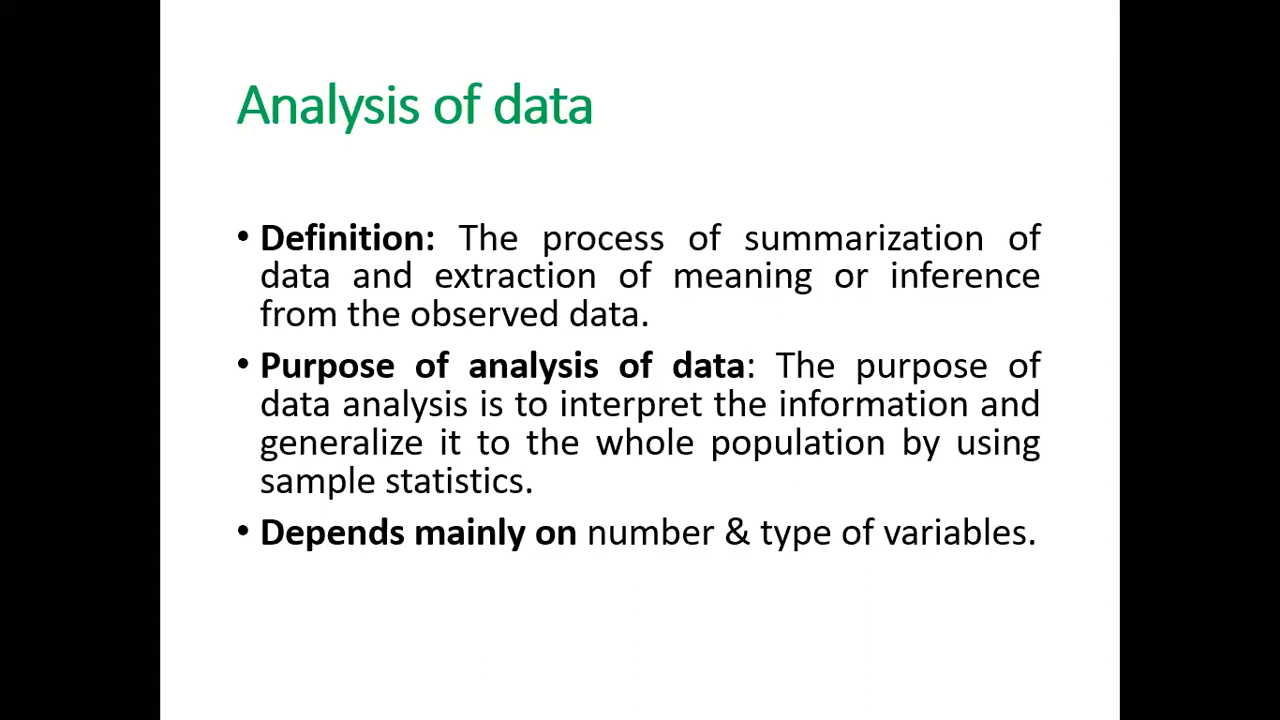 Analysis of data
• Definition: The process of summarization of
data and extraction of meaning or inference
from the observed data.
• Purpose of analysis of data: The purpose of
data analysis is to interpret the information and
generalize it to the whole population by using
sample statistics.
• Depends mainly on number & type of variables.